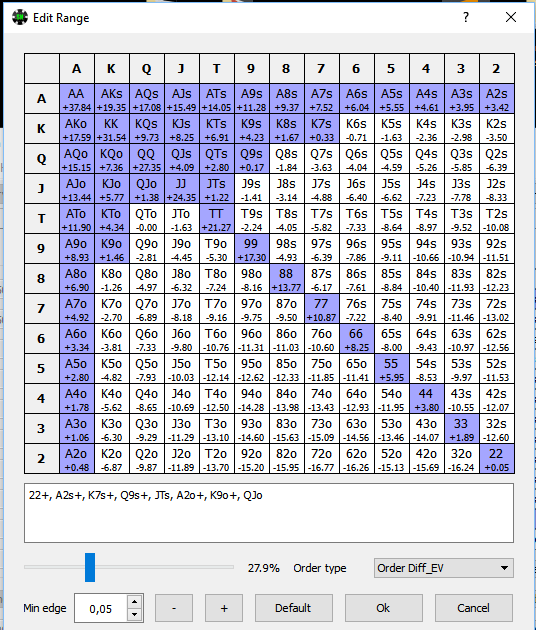 Edit Range
?
A K Q J T 9 8 7 6 5 4 3 2
A AA AKs AQs AJs ATs A9s A8s A7s A6s A5s A4s A3s A2s
+37.84 +19.35 +17.08 +15.49 +14.05 +11.28 +9.37 +7.52 +6.04 +5.55 +4.61 +3.95 +3.42
K AKo KK KQs KJs KTs K9s K8s K7s K6s K5s K4s K3s K2s
+17.59 +31.54 +9.73 +8.25 +6.91 +4.23 +1.67 +0.33 -0.71 -1.63 -2.36 -2.98 -3.50
Q AQo KQo QQ QJs QTs Q9s Q8s Q7s Q6s Q5s Q4s Q3s Q2s
+15.15 +7.36 +27.35 +4.09 +2.80 +0.17 -1.84 -3.63 -4.04 -4.59 -5.26 -5.85 -6.39
J AJo KJo QJo JJ JTs J9s J8s J7s J6s J5s J4s J3s J2s
+13.44 +5.77 +1.38 +24.35 +1.22 -1.41 -3.14 -4.88 -6.40 -6.62 -7.23 -7.78 -8.33
T ATo KTo QTo JTo TT T9s T8s T7s T6s T5s T4s T3s T2s
+11.90 +4.34 -0.00 -1.63 +21.27 -2.24 -4.05 -5.82 -7.33 -8.64 -8.97 -9.52 -10.08
9 A9o K9o Q9o J9o T9o 99 98s 97s 96s 95s 94s 93s 92s
+8.93 +1.46 -2.81 -4.45 -5.30 +17.30 -4.93 -6.39 -7.86 -9.11 -10.66 -10.94 -11.51
8 A8o K8o Q8o J8o T8o 98o 88 87s 86s 85s 84s 83s 82s
+6.90 -1.26 -4.97 -6.32 -7.24 -8.16 +13.77 -6.17 -7.61 -8.84 -10.40 -11.93 -12.23
7 A7o K7o Q7o J7o T7o 97o 87o 77 76s 75s 74s 73s 72s
+4.92 -2.70 -6.89 -8.18 -9.16 -9.75 -9.50 +10.87 -7.22 -8.40 -9.91 -11.46 -13.02
6 A6o K6o Q6o J6o T6o 96o 86o 76o 66 65s 64s 63s 62s
+3.34 -3.81 -7.33 -9.80 -10.76 -11.31 -11.03 -10.60 +8.25 -8.00 -9.43 -10.97 -12.56
5 A5o K5o Q5o J5o T5o 95o 85o 75o 65o 55 54s 53s 52s
+2.80 -4.82 -7.93 -10.03 -12.14 -12.62 -12.33 -11.85 -11.41 +5.95 -8.53 -9.97 -11.53
4 A4o K4o Q4o J4o T4o 94o 84o 74o 64o 54o 44 43s 42s
+1.78 -5.62 -8.65 -10.69 -12.50 -14.28 -13.98 -13.43 -12.93 -11.95 +3.80 -10.55 -12.07
3 A3o K3o Q3o J3o T3o 93o 83o 73o 63o 53o 43o 33 32s
+1.06 -6.30 -9.29 -11.29 -13.10 -14.60 -15.63 -15.09 -14.56 -13.46 -14.07 +1.89 -12.60
2 A2o K2o Q2o J2o T2o 92o 82o 72o 62o 52o 42o 32o 22
+0.48 -6.87 -9.87 -11.89 -13.70 -15.20 -15.95 -16.77 -16.26 -15.13 -15.69 -16.24 +0.05
22+, A2s+, K7s+, Q9s+, JTs, A2o+, K9o+, QJo
27.9% Order type Order Diff_EV
Min edge 0,05 - + Default Ok Cancel